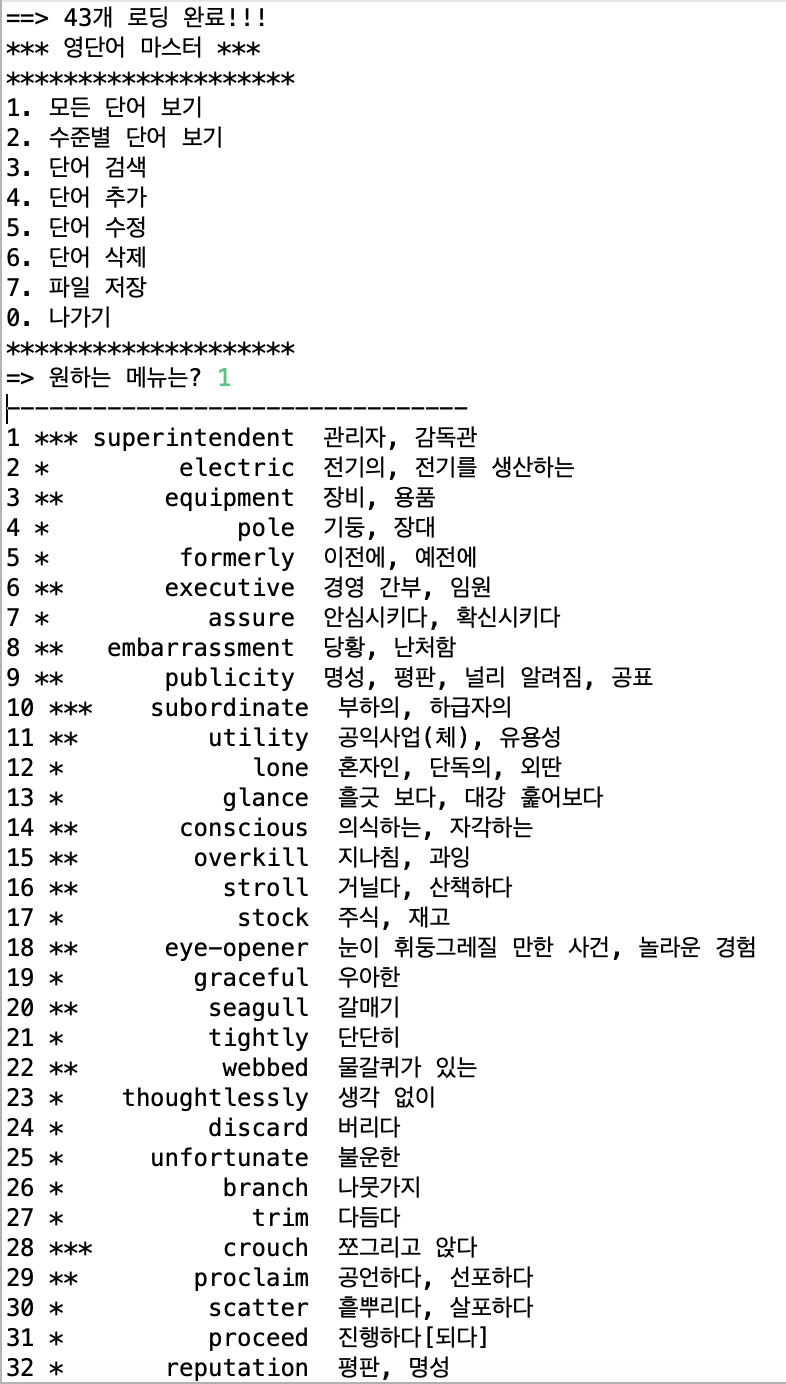 ==> 43개 로딩 완료!!!
*** 영단어 마스터 ***
********************
1. 모든 단어 보기
2. 수준별 단어 보기
3. 단어 검색
4. 단어 추가
5. 단어 수정
6. 단어 삭제
7. 파일 저장
0. 나가기
********************
=> 원하는 메뉴는? 1
--------------------------------
1 *** superintendent  관리자, 감독관
2 *         electric  전기의, 전기를 생산하는
3 **       equipment  장비, 용품
4 *             pole  기둥, 장대
5 *         formerly  이전에, 예전에
6 **       executive  경영 간부, 임원
7 *           assure  안심시키다, 확신시키다
8 **   embarrassment  당황, 난처함
9 **       publicity  명성, 평판, 널리 알려짐, 공표
10 ***    subordinate  부하의, 하급자의
11 **         utility  공익사업(체), 유용성
12 *             lone  혼자인, 단독의, 외딴
13 *           glance  흘긋 보다, 대강 훑어보다
14 **       conscious  의식하는, 자각하는
15 **        overkill  지나침, 과잉
16 **          stroll  거닐다, 산책하다
17 *            stock  주식, 재고
18 **      eye-opener  눈이 휘둥그레질 만한 사건, 놀라운 경험
19 *         graceful  우아한
20 **         seagull  갈매기
21 *          tightly  단단히
22 **          webbed  물갈퀴가 있는
23 *    thoughtlessly  생각 없이
24 *          discard  버리다
25 *      unfortunate  불운한
26 *           branch  나뭇가지
27 *             trim  다듬다
28 ***         crouch  쪼그리고 앉다
29 **        proclaim  공언하다, 선포하다
30 *          scatter  흩뿌리다, 살포하다
31 *          proceed  진행하다[되다]
32 *       reputation  평판, 명성